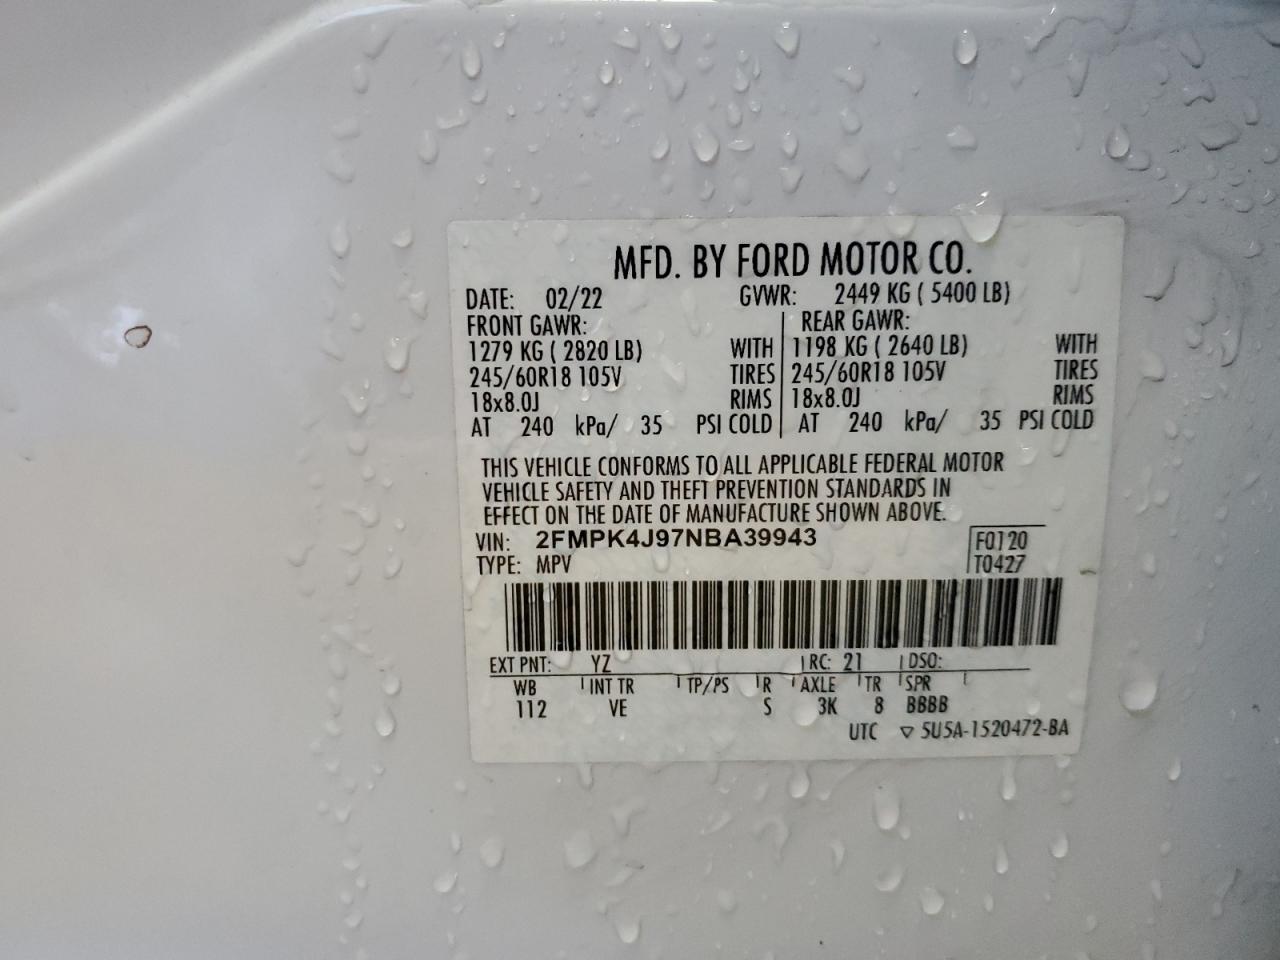 MFD. BY FORD MOTOR CO.
DATE: 02/22 GVWR: 2449 KG ( 5400 LB)
FRONT GAWR: REAR GAWR:
1279 KG ( 2820 LB) WITH 1198 KG ( 2640 LB) WITH
245/60R18 105V TIRES 245/60R18 105V TIRES
18x8.0J RIMS 18x8.0J RIMS
AT 240 kPa/ 35 PSI COLD AT 240 kPa/ 35 PSI COLD
THIS VEHICLE CONFORMS TO ALL APPLICABLE FEDERAL MOTOR
VEHICLE SAFETY AND THEFT PREVENTION STANDARDS IN
EFFECT ON THE DATE OF MANUFACTURE SHOWN ABOVE.
VIN: 2FMPK4J97NBA39943 F0120
TYPE: MPV T0427
EXT PNT: YZ RC: 21 DSO:
WB INT TR TP/PS R AXLE TR SPR
112 VE S 3K 8 BBBB
UTC ▽ 5U5A-1520472-BA